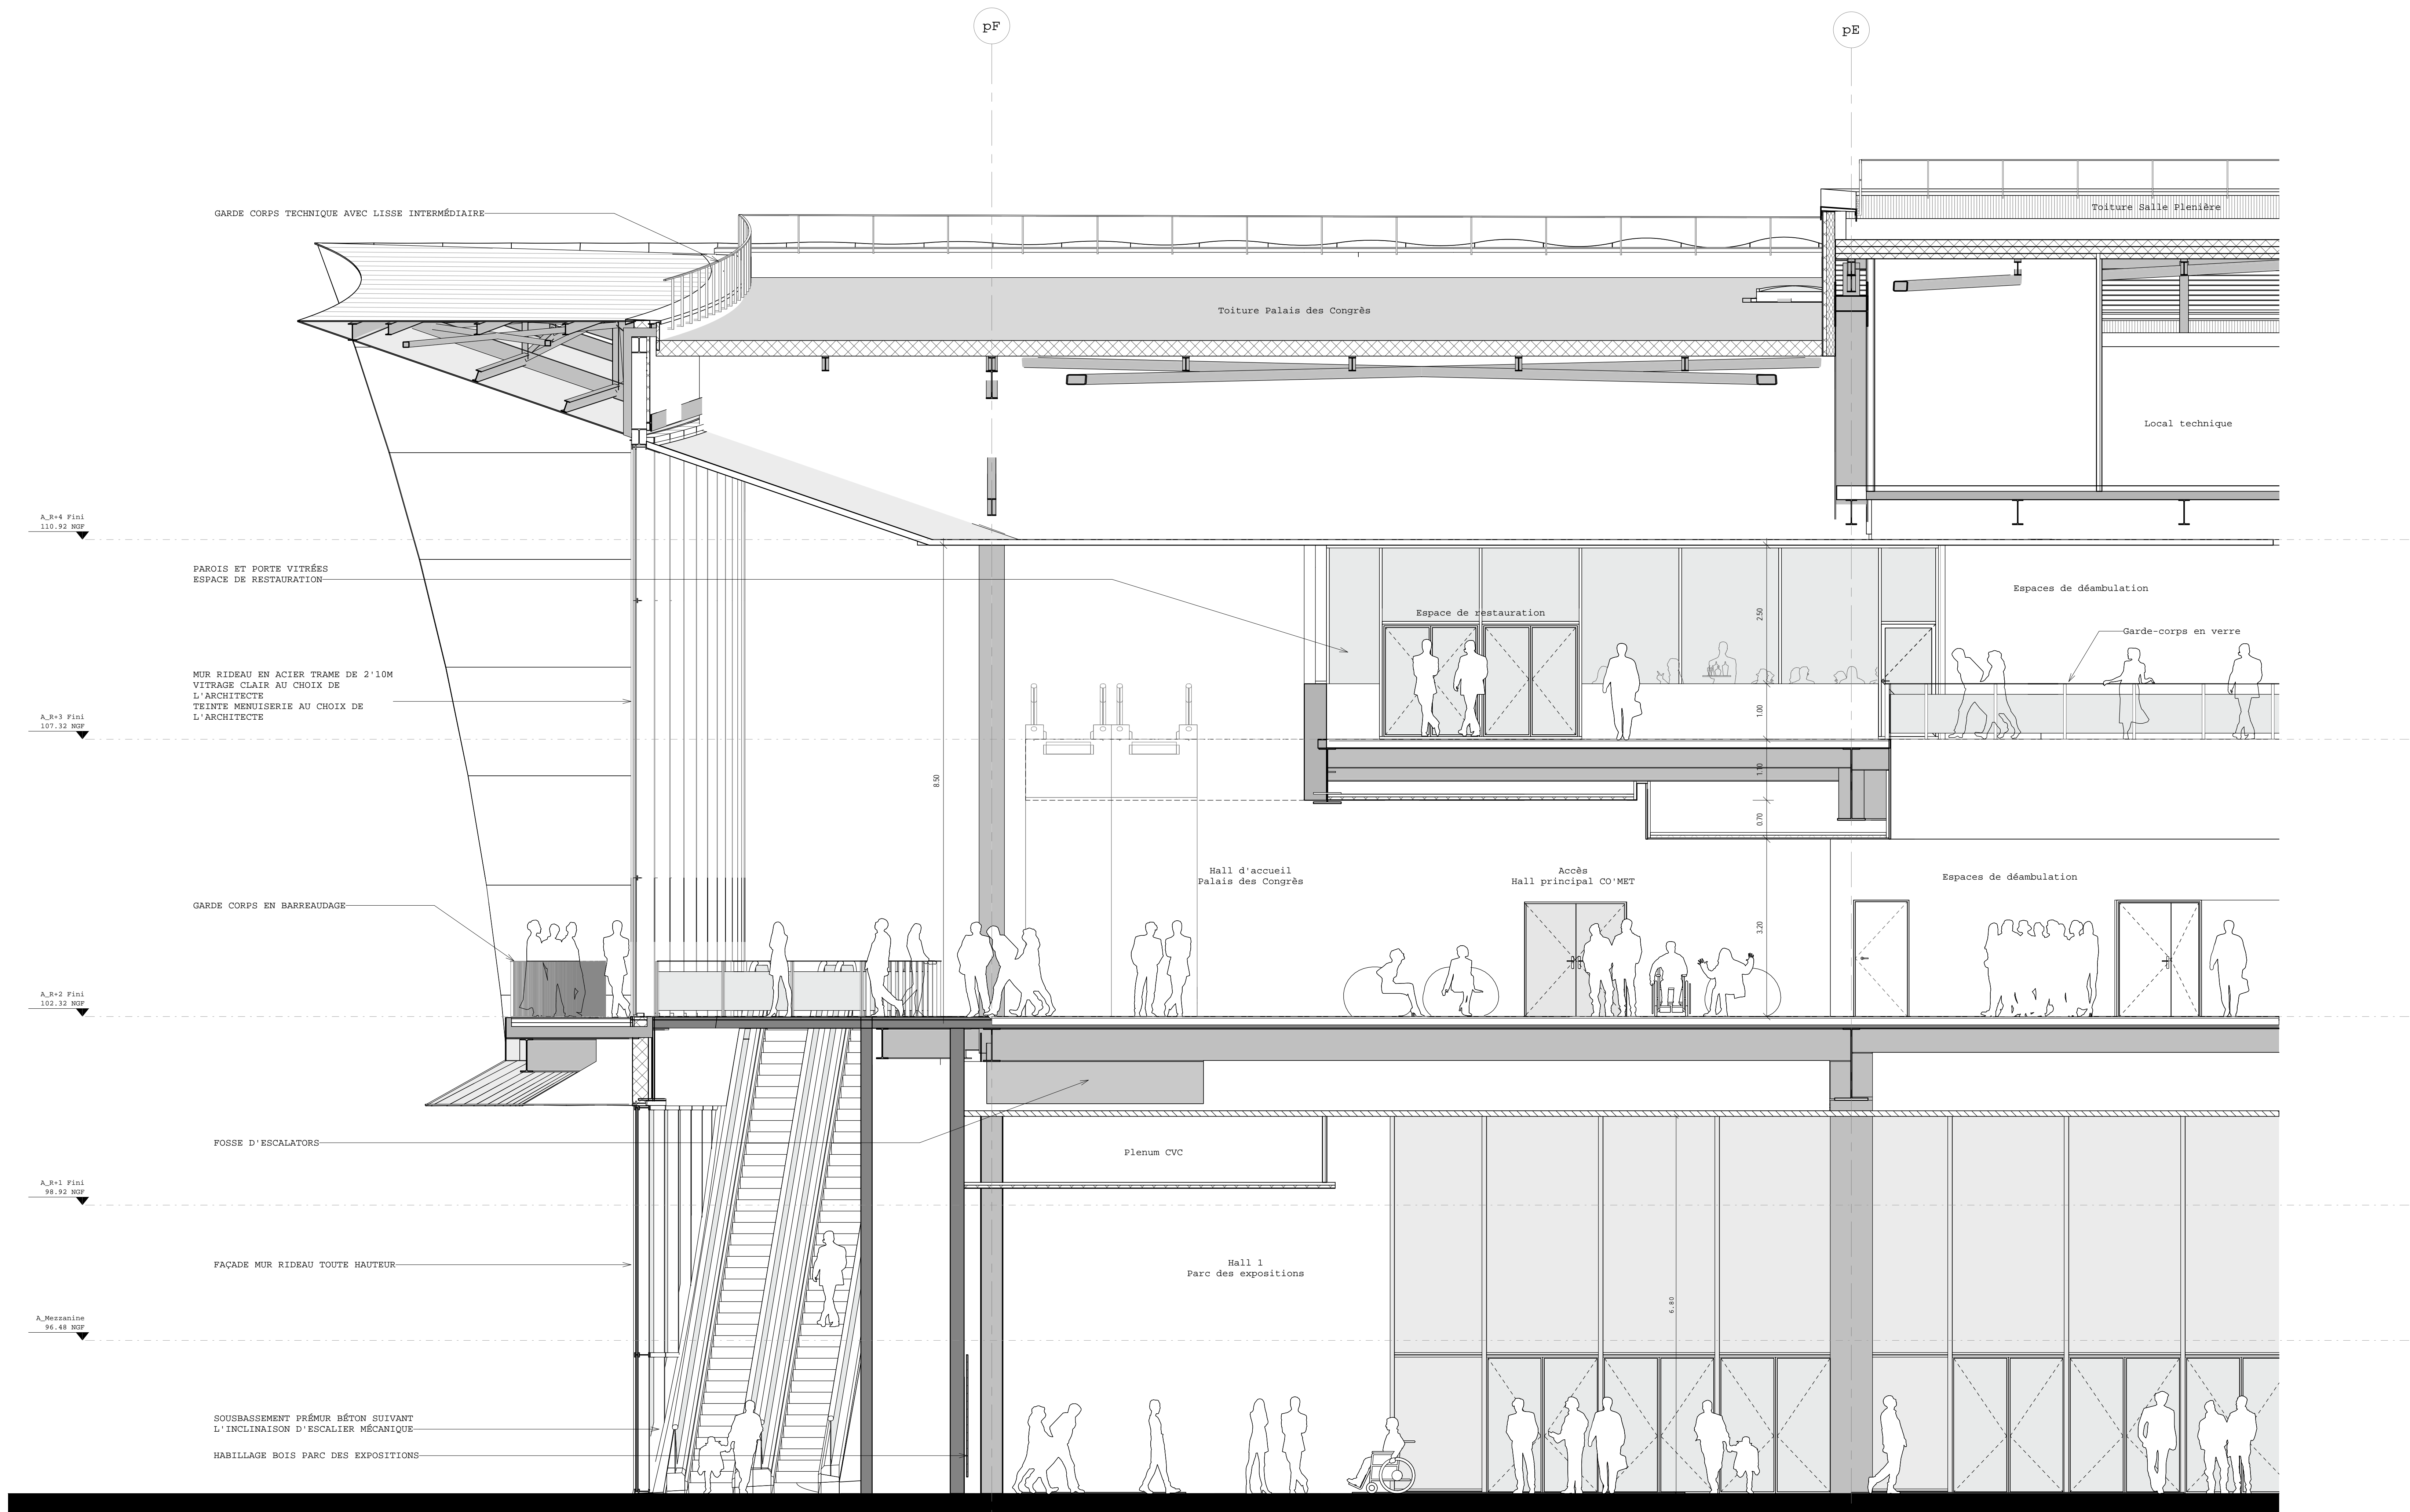 pF
pE
Toiture Salle Plenière
GARDE CORPS TECHNIQUE AVEC LISSE INTERMÉDIAIRE
Toiture Palais des Congrès
Local technique
A_R+4 Fini
110.92 NGF
PAROIS ET PORTE VITRÉES
ESPACE DE RESTAURATION
Espaces de déambulation
Espace de restauration
2.50
Garde-corps en verre
MUR RIDEAU EN ACIER TRAME DE 2'10M
VITRAGE CLAIR AU CHOIX DE
L'ARCHITECTE
TEINTE MENUISERIE AU CHOIX DE
L'ARCHITECTE
A_R+3 Fini
107.32 NGF
1.00
8.50
1.10
0.70
Hall d'accueil
Palais des Congrès
Accès
Hall principal CO'MET
Espaces de déambulation
GARDE CORPS EN BARREAUDAGE
3.20
A_R+2 Fini
102.32 NGF
FOSSE D'ESCALATORS
Plenum CVC
A_R+1 Fini
98.92 NGF
FAÇADE MUR RIDEAU TOUTE HAUTEUR
Hall 1
Parc des expositions
6.80
A_Mezzanine
96.48 NGF
SOUSBASSEMENT PRÉMUR BÉTON SUIVANT
L'INCLINAISON D'ESCALIER MÉCANIQUE
HABILLAGE BOIS PARC DES EXPOSITIONS